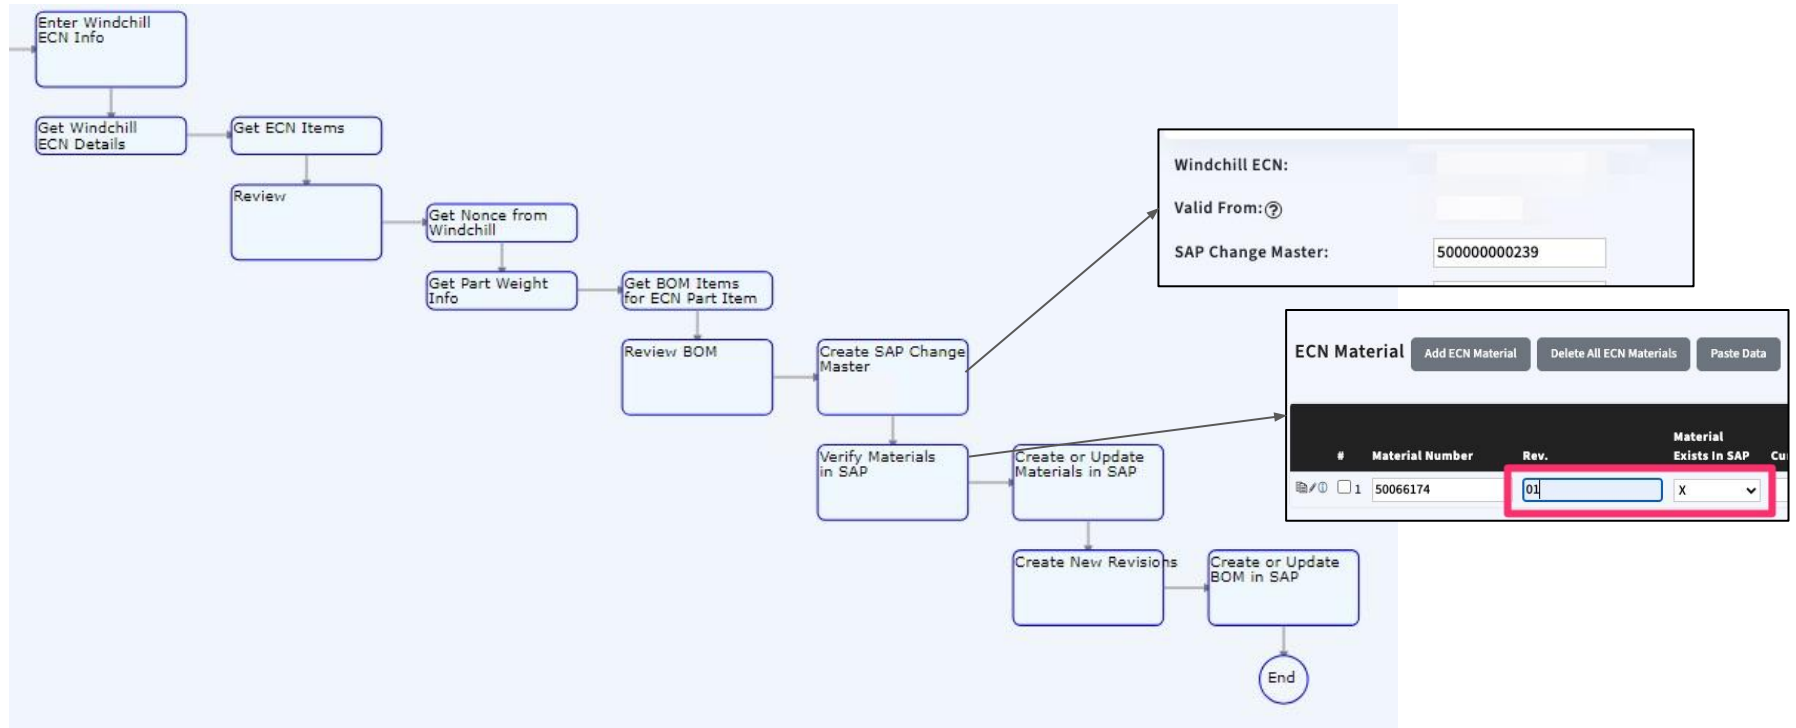 Enter Windchill
ECN Info
Get Windchill
ECN Details
Get ECN Items
Review
Get Nonce from
Windchill
Get Part Weight
Info
Get BOM Items
for ECN Part Item
Review BOM
Create SAP Change
Master
Verify Materials
in SAP
Create or Update
Materials in SAP
Create New Revisions
Create or Update
BOM in SAP
End
Windchill ECN:
Valid From: ?
SAP Change Master: 500000000239
ECN Material Add ECN Material Delete All ECN Materials Paste Data
Material
# Material Number Rev. Exists In SAP Cu
1 50066174 01 X